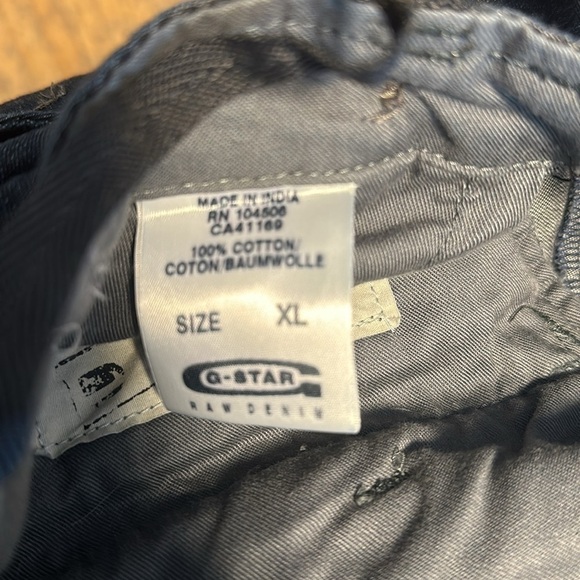 MADE IN INDIA
RN 104506
CA41169
100% COTTON/
COTON/BAUMWOLLE
SIZE XL
G-STAR
RAW DENIM